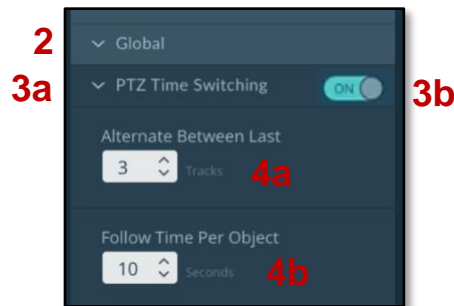 2 Global
3a PTZ Time Switching ON 3b
Alternate Between Last
3 Tracks 4a
Follow Time Per Object
10 Seconds 4b